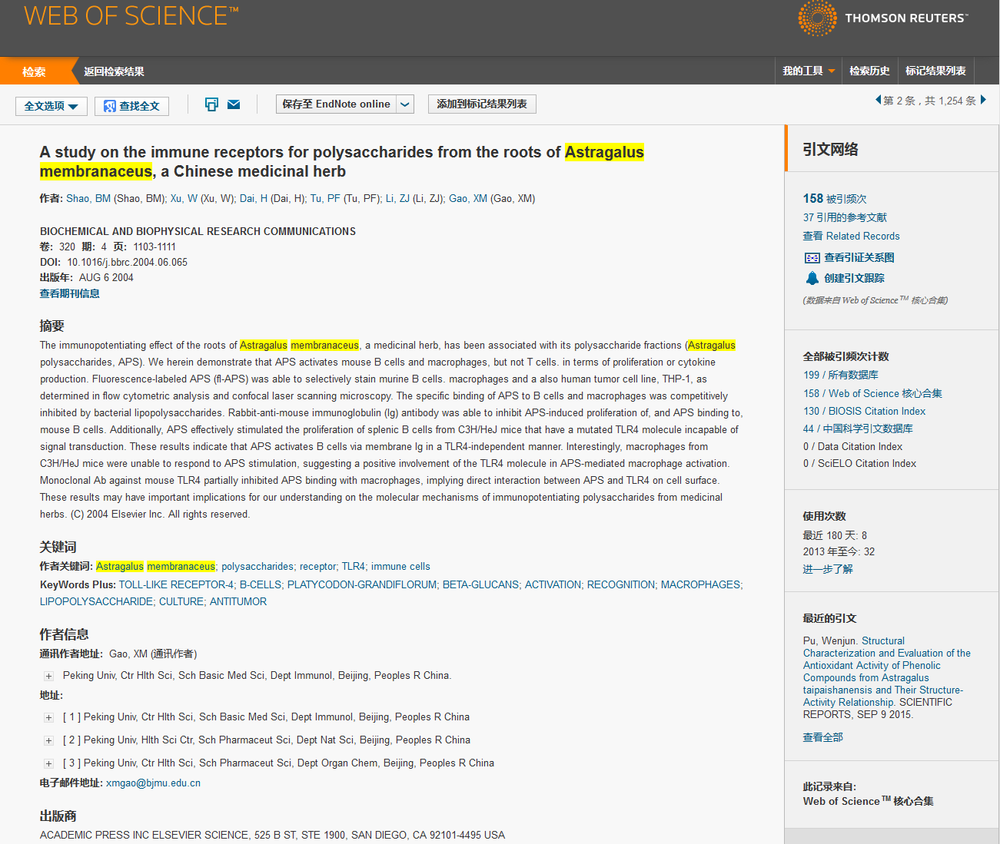 WEB OF SCIENCE™
THOMSON REUTERS™
检索
返回检索结果
我的工具
检索历史
标记结果列表
全文选项
查找全文
保存至 EndNote online
添加到标记结果列表
第 2 条，共 1,254 条
A study on the immune receptors for polysaccharides from the roots of Astragalus
membranaceus, a Chinese medicinal herb
作者: Shao, BM (Shao, BM); Xu, W (Xu, W); Dai, H (Dai, H); Tu, PF (Tu, PF); Li, ZJ (Li, ZJ); Gao, XM (Gao, XM)
BIOCHEMICAL AND BIOPHYSICAL RESEARCH COMMUNICATIONS
卷: 320 期: 4 页: 1103-1111
DOI: 10.1016/j.bbrc.2004.06.065
出版年: AUG 6 2004
查看期刊信息
摘要
The immunopotentiating effect of the roots of Astragalus membranaceus, a medicinal herb, has been associated with its polysaccharide fractions (Astragalus
polysaccharides, APS). We herein demonstrate that APS activates mouse B cells and macrophages, but not T cells. in terms of proliferation or cytokine
production. Fluorescence-labeled APS (fl-APS) was able to selectively stain murine B cells. macrophages and a also human tumor cell line, THP-1, as
determined in flow cytometric analysis and confocal laser scanning microscopy. The specific binding of APS to B cells and macrophages was competitively
inhibited by bacterial lipopolysaccharides. Rabbit-anti-mouse immunoglobulin (Ig) antibody was able to inhibit APS-induced proliferation of, and APS binding to,
mouse B cells. Additionally, APS effectively stimulated the proliferation of splenic B cells from C3H/HeJ mice that have a mutated TLR4 molecule incapable of
signal transduction. These results indicate that APS activates B cells via membrane Ig in a TLR4-independent manner. Interestingly, macrophages from
C3H/HeJ mice were unable to respond to APS stimulation, suggesting a positive involvement of the TLR4 molecule in APS-mediated macrophage activation.
Monoclonal Ab against mouse TLR4 partially inhibited APS binding with macrophages, implying direct interaction between APS and TLR4 on cell surface.
These results may have important implications for our understanding on the molecular mechanisms of immunopotentiating polysaccharides from medicinal
herbs. (C) 2004 Elsevier Inc. All rights reserved.
关键词
作者关键词: Astragalus membranaceus; polysaccharides; receptor; TLR4; immune cells
KeyWords Plus: TOLL-LIKE RECEPTOR-4; B-CELLS; PLATYCODON-GRANDIFLORUM; BETA-GLUCANS; ACTIVATION; RECOGNITION; MACROPHAGES;
LIPOPOLYSACCHARIDE; CULTURE; ANTITUMOR
作者信息
通讯作者地址: Gao, XM (通讯作者)
Peking Univ, Ctr Hlth Sci, Sch Basic Med Sci, Dept Immunol, Beijing, Peoples R China.
地址:
[ 1 ] Peking Univ, Ctr Hlth Sci, Sch Basic Med Sci, Dept Immunol, Beijing, Peoples R China
[ 2 ] Peking Univ, Hlth Sci Ctr, Sch Pharmaceut Sci, Dept Nat Sci, Beijing, Peoples R China
[ 3 ] Peking Univ, Ctr Hlth Sci, Sch Pharmaceut Sci, Dept Organ Chem, Beijing, Peoples R China
电子邮件地址: xmgao@bjmu.edu.cn
出版商
ACADEMIC PRESS INC ELSEVIER SCIENCE, 525 B ST, STE 1900, SAN DIEGO, CA 92101-4495 USA
引文网络
158 被引频次
37 引用的参考文献
查看 Related Records
查看引证关系图
创建引文跟踪
(数据来自 Web of Science™ 核心合集)
全部被引频次计数
199 / 所有数据库
158 / Web of Science 核心合集
130 / BIOSIS Citation Index
44 / 中国科学引文数据库
0 / Data Citation Index
0 / SciELO Citation Index
使用次数
最近 180 天: 8
2013 年至今: 32
进一步了解
最近的引文
Pu, Wenjun. Structural
Characterization and Evaluation of the
Antioxidant Activity of Phenolic
Compounds from Astragalus
taipaishanensis and Their Structure-
Activity Relationship. SCIENTIFIC
REPORTS, SEP 9 2015.
查看全部
此记录来自:
Web of Science™ 核心合集